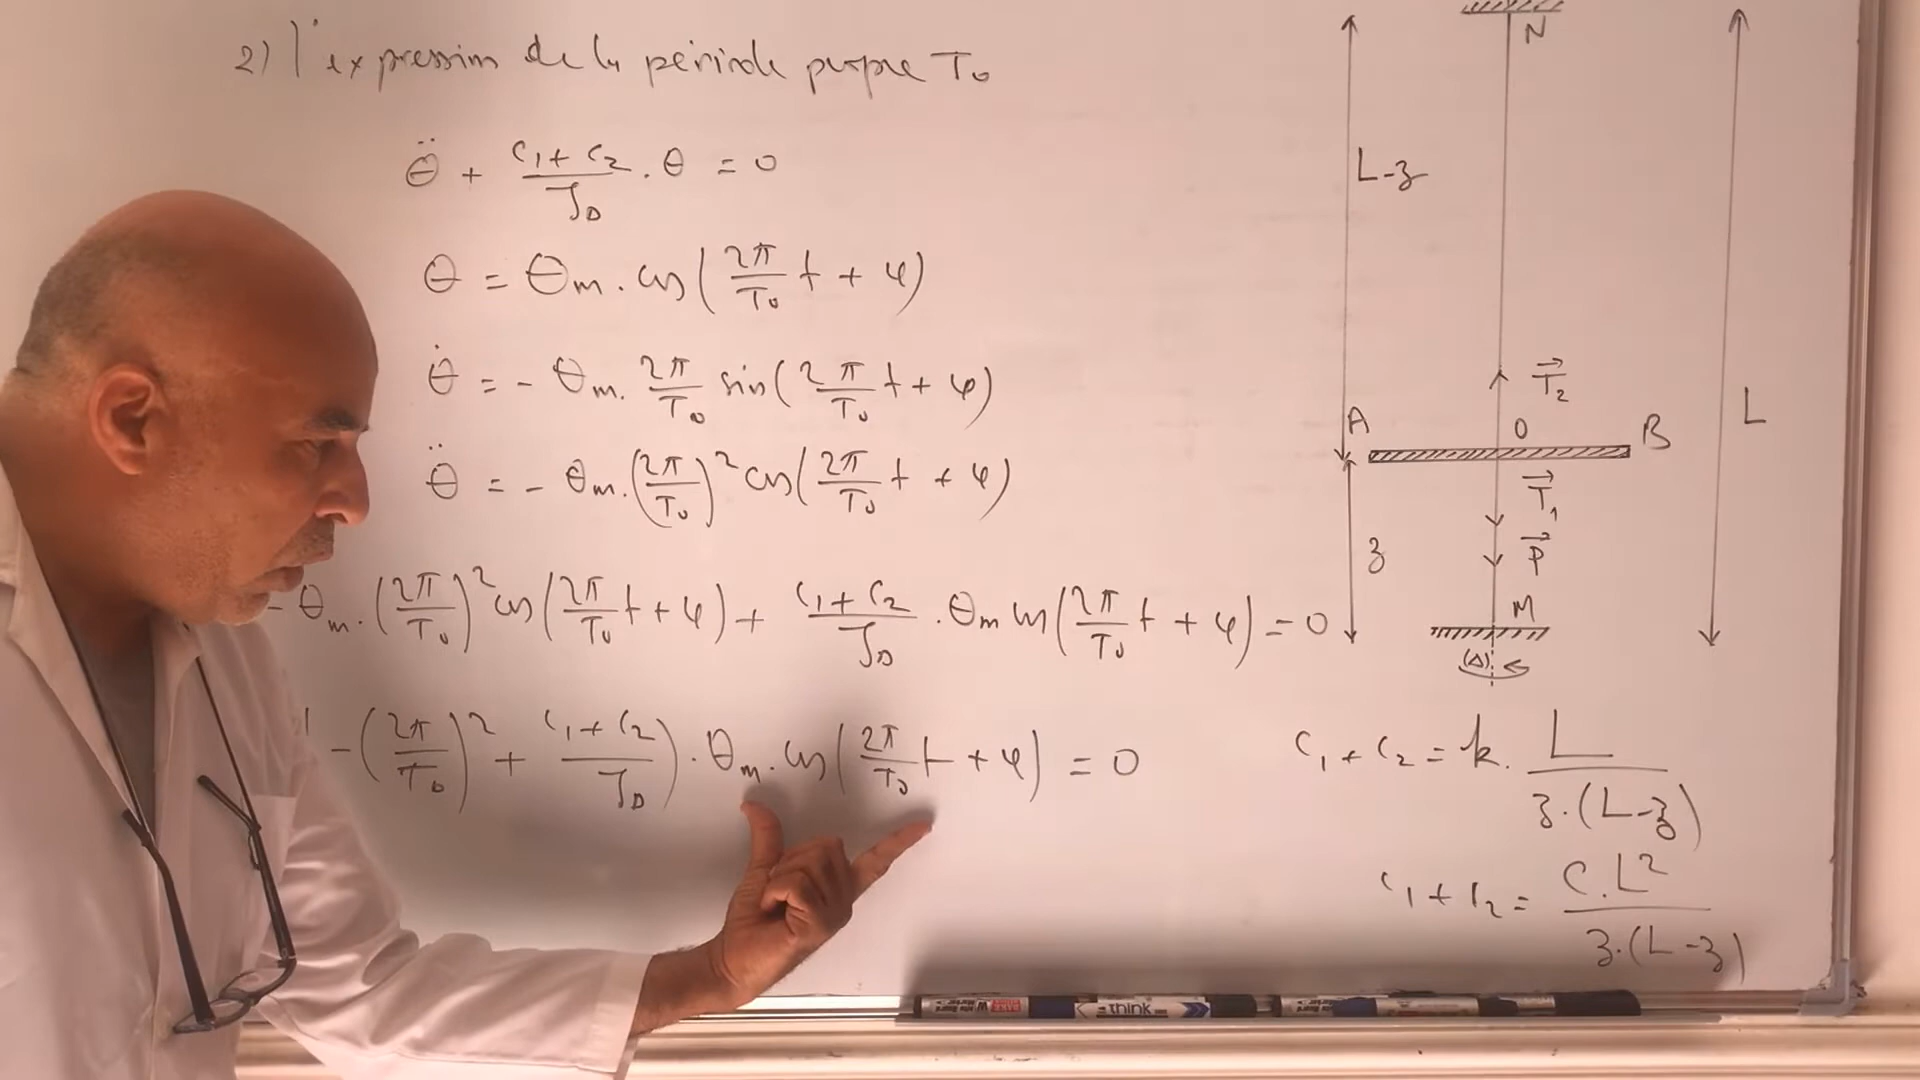 2) l'expression de la période propre T₀
θ̈ + (C₁ + C₂)/J_Δ . θ = 0
θ = θm . cos(2π/T₀ t + φ)
θ̇ = - θm . 2π/T₀ sin(2π/T₀ t + φ)
θ̈ = - θm . (2π/T₀)² cos(2π/T₀ t + φ)
- θm . (2π/T₀)² cos(2π/T₀ t + φ) + (C₁ + C₂)/J_Δ . θm cos(2π/T₀ t + φ) = 0
( - (2π/T₀)² + (C₁ + C₂)/J_Δ ) . θm . cos(2π/T₀ t + φ) = 0
N
L-z
L
T₂→
A
O
B
T₁→
P→
z
M
(Δ)
C₁ + C₂ = k . L/(z.(L-z))
C₁ + C₂ = C.L²/(z.(L-z))
think